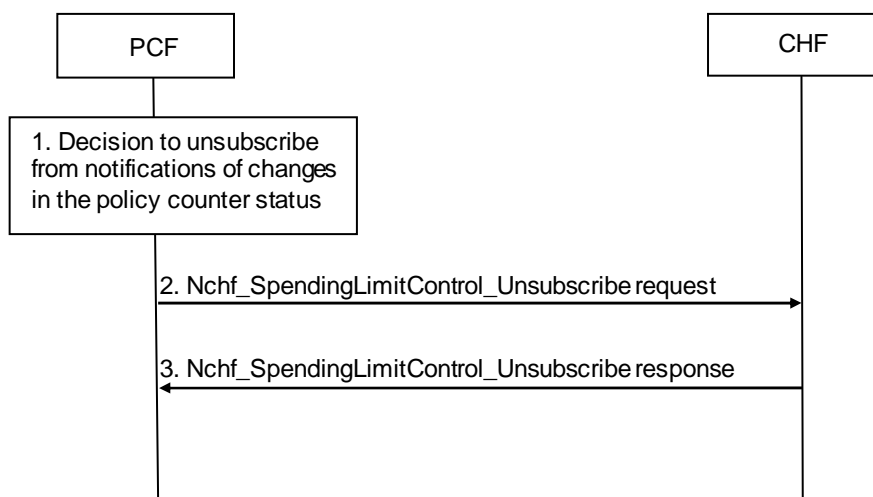 PCF
CHF
1. Decision to unsubscribe
from notifications of changes
in the policy counter status
2. Nchf_SpendingLimitControl_Unsubscribe request
3. Nchf_SpendingLimitControl_Unsubscribe response